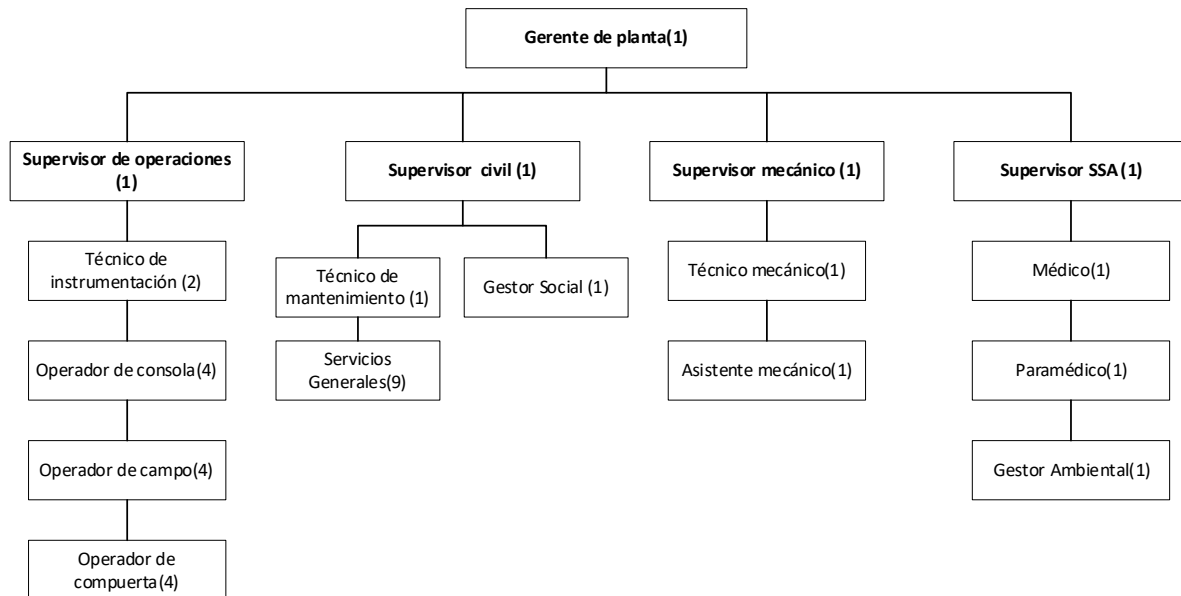 Gerente de planta(1)
Supervisor de operaciones
(1)
Supervisor civil (1)
Supervisor mecánico (1)
Supervisor SSA (1)
Técnico de
instrumentación (2)
Técnico de
mantenimiento (1)
Gestor Social (1)
Técnico mecánico(1)
Médico(1)
Operador de consola(4)
Servicios
Generales(9)
Asistente mecánico(1)
Paramédico(1)
Operador de campo(4)
Gestor Ambiental(1)
Operador de
compuerta(4)